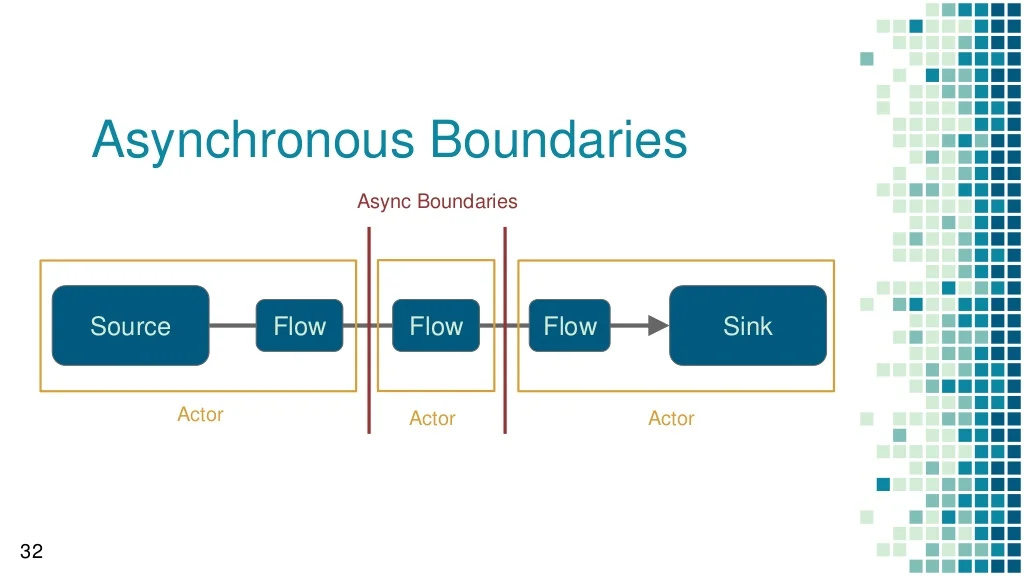 Asynchronous Boundaries
Async Boundaries
Source
Flow
Flow
Flow
Sink
Actor
Actor
Actor
32